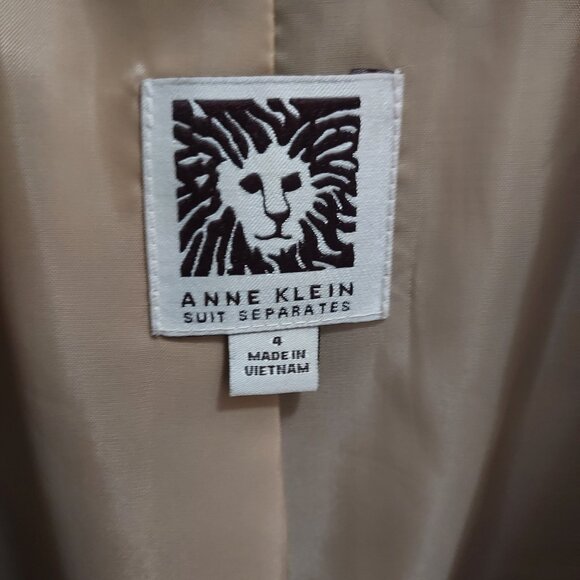 ANNE KLEIN
SUIT SEPARATES
4
MADE IN
VIETNAM